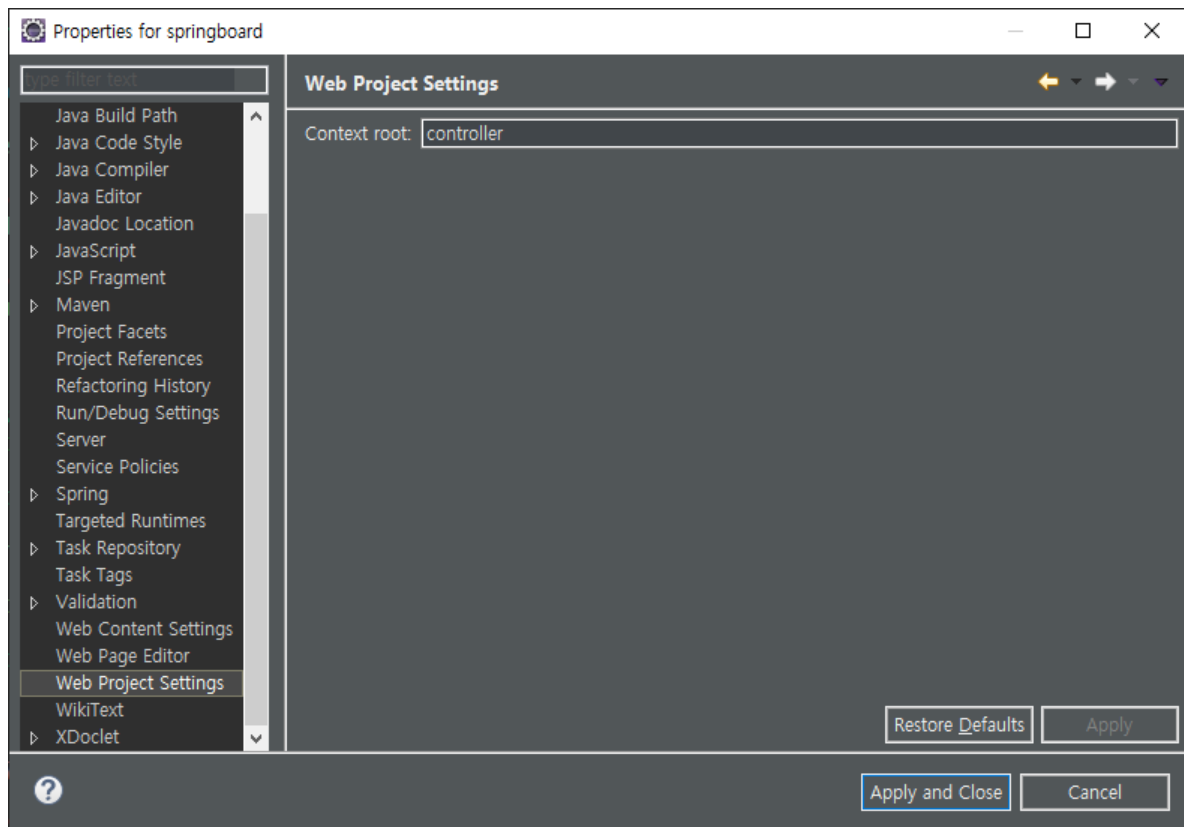 Properties for springboard
type filter text
Java Build Path
Java Code Style
Java Compiler
Java Editor
Javadoc Location
JavaScript
JSP Fragment
Maven
Project Facets
Project References
Refactoring History
Run/Debug Settings
Server
Service Policies
Spring
Targeted Runtimes
Task Repository
Task Tags
Validation
Web Content Settings
Web Page Editor
Web Project Settings
WikiText
XDoclet
Web Project Settings
Context root: controller
Restore Defaults Apply
? Apply and Close Cancel